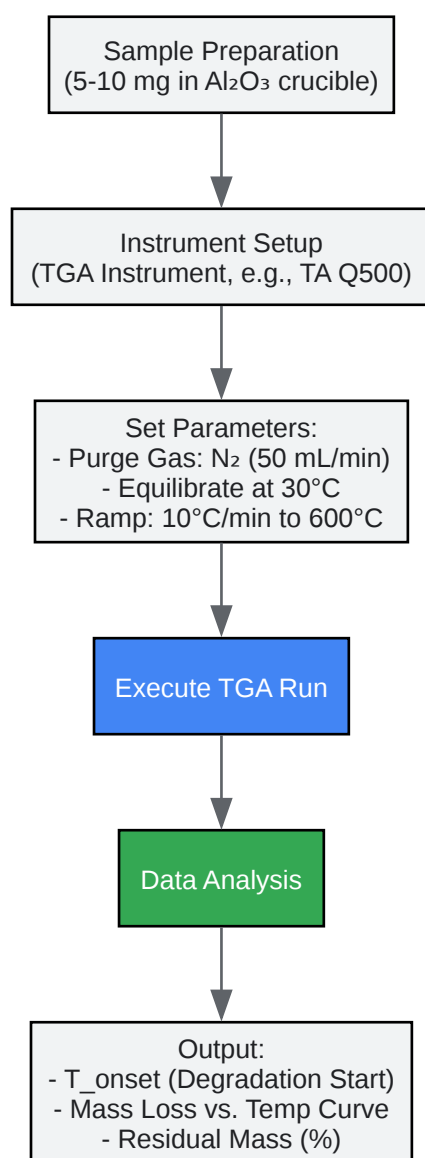 Sample Preparation
(5-10 mg in Al₂O₃ crucible)
Instrument Setup
(TGA Instrument, e.g., TA Q500)
Set Parameters:
- Purge Gas: N₂ (50 mL/min)
- Equilibrate at 30°C
- Ramp: 10°C/min to 600°C
Execute TGA Run
Data Analysis
Output:
- T_onset (Degradation Start)
- Mass Loss vs. Temp Curve
- Residual Mass (%)